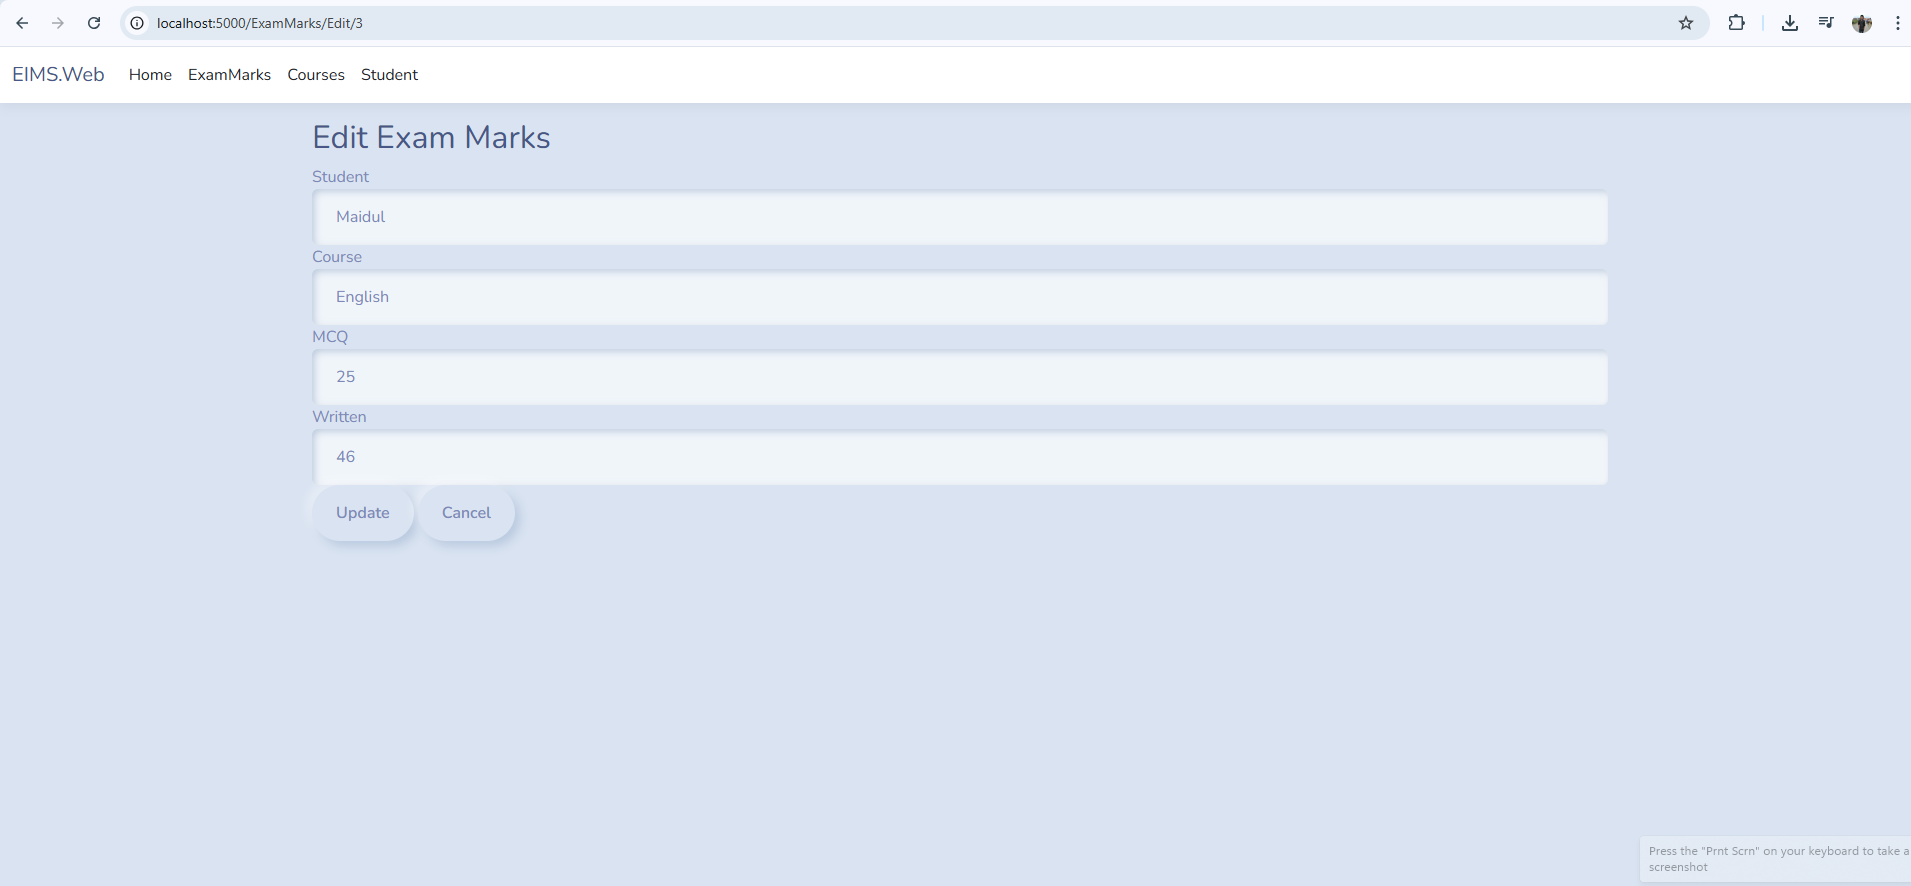 localhost:5000/ExamMarks/Edit/3
EIMS.Web Home ExamMarks Courses Student
Edit Exam Marks
Student
Maidul
Course
English
MCQ
25
Written
46
Update Cancel
Press the "Prnt Scrn" on your keyboard to take a
screenshot